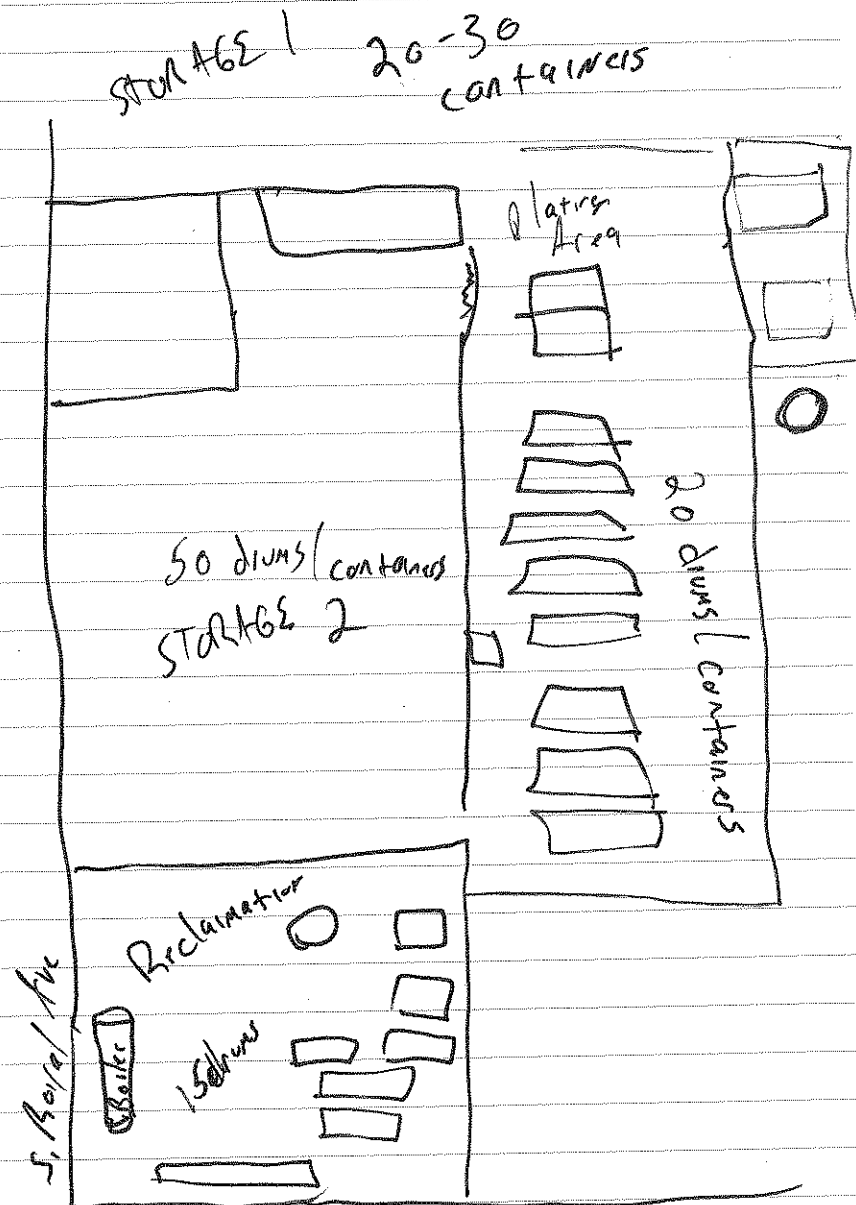 STORAGE 1
20-30
containers
Plating
Area
50 drums/containers
STORAGE 2
20 drums/containers
Reclamation
15 drums
Boiler
S. Boiral Ave